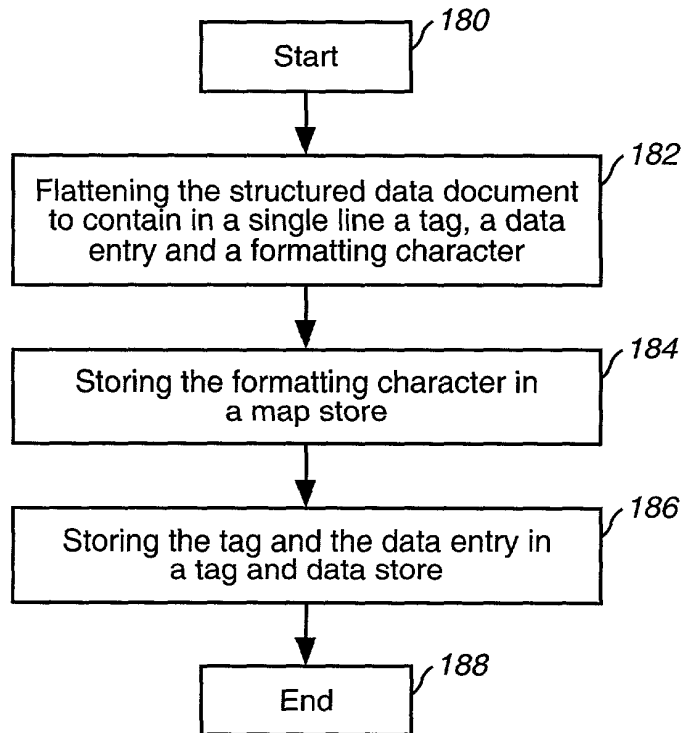 180
Start
182
Flattening the structured data document
to contain in a single line a tag, a data
entry and a formatting character
184
Storing the formatting character in
a map store
186
Storing the tag and the data entry in
a tag and data store
188
End